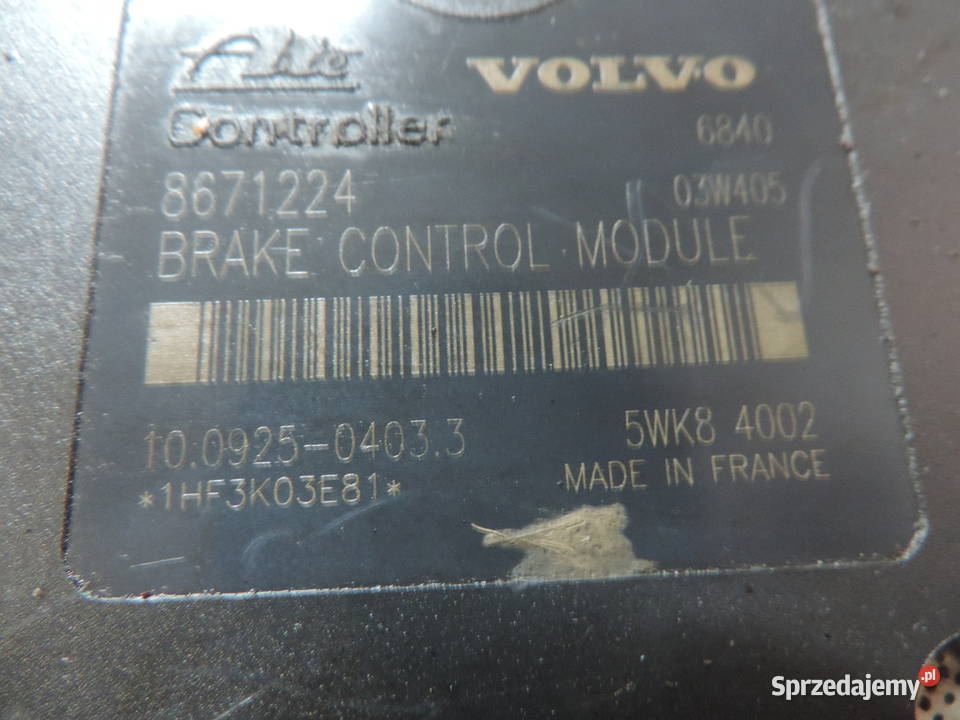 Ate VOLVO
Controller 6840
8671224 03W405
BRAKE CONTROL MODULE
10.0925-0403.3 5WK8 4002
*1HF3K03E81* MADE IN FRANCE
Sprzedajemy.pl